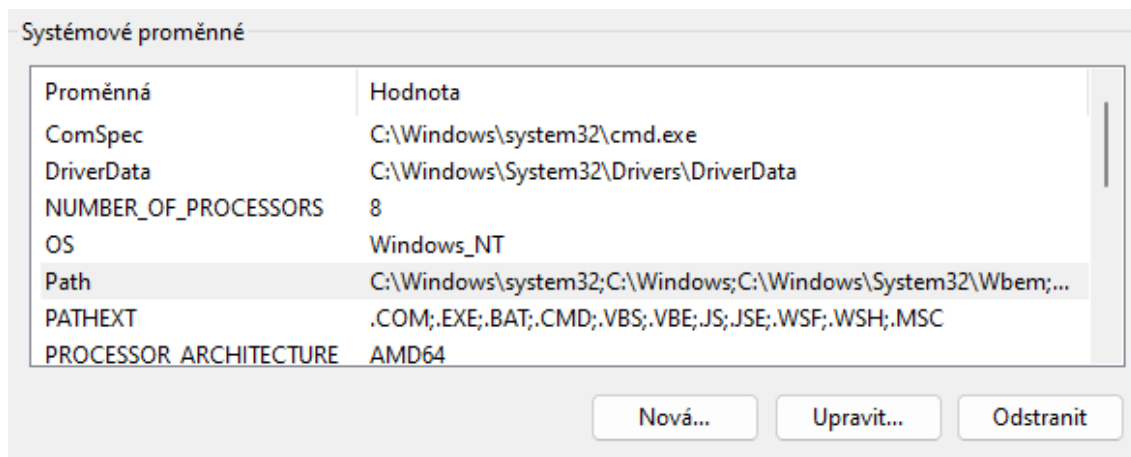 Systémové proměnné
Proměnná Hodnota
ComSpec C:\Windows\system32\cmd.exe
DriverData C:\Windows\System32\Drivers\DriverData
NUMBER_OF_PROCESSORS 8
OS Windows_NT
Path C:\Windows\system32;C:\Windows;C:\Windows\System32\Wbem;...
PATHEXT .COM;.EXE;.BAT;.CMD;.VBS;.VBE;.JS;.JSE;.WSF;.WSH;.MSC
PROCESSOR_ARCHITECTURE AMD64
Nová... Upravit... Odstranit